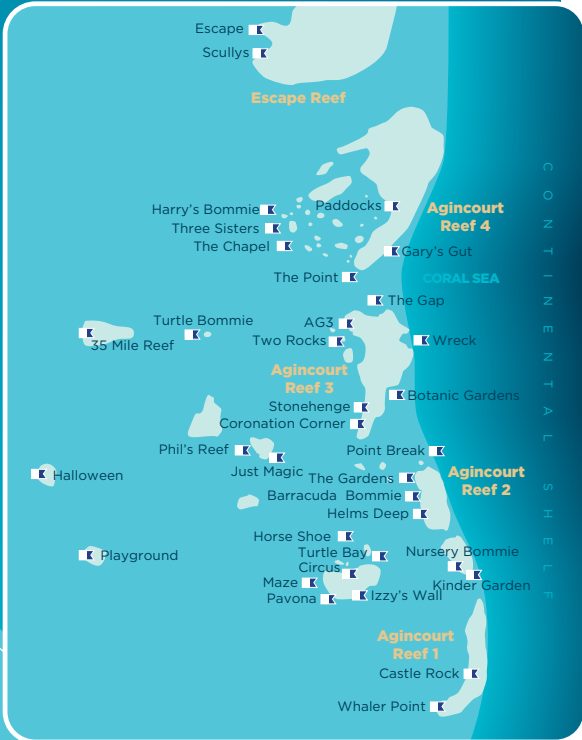 Escape
Scullys
Escape Reef
Harry's Bommie
Paddocks
Agincourt
Reef 4
Three Sisters
The Chapel
Gary's Gut
The Point
CORAL SEA
The Gap
Turtle Bommie
AG3
35 Mile Reef
Two Rocks
Wreck
Agincourt
Reef 3
Botanic Gardens
Stonehenge
Coronation Corner
Phil's Reef
Point Break
Just Magic
Halloween
The Gardens
Agincourt
Reef 2
Barracuda Bommie
Helms Deep
Horse Shoe
Turtle Bay
Nursery Bommie
Playground
Circus
Maze
Kinder Garden
Pavona
Izzy's Wall
Agincourt
Reef 1
Castle Rock
Whaler Point
CONTINENTAL SHELF